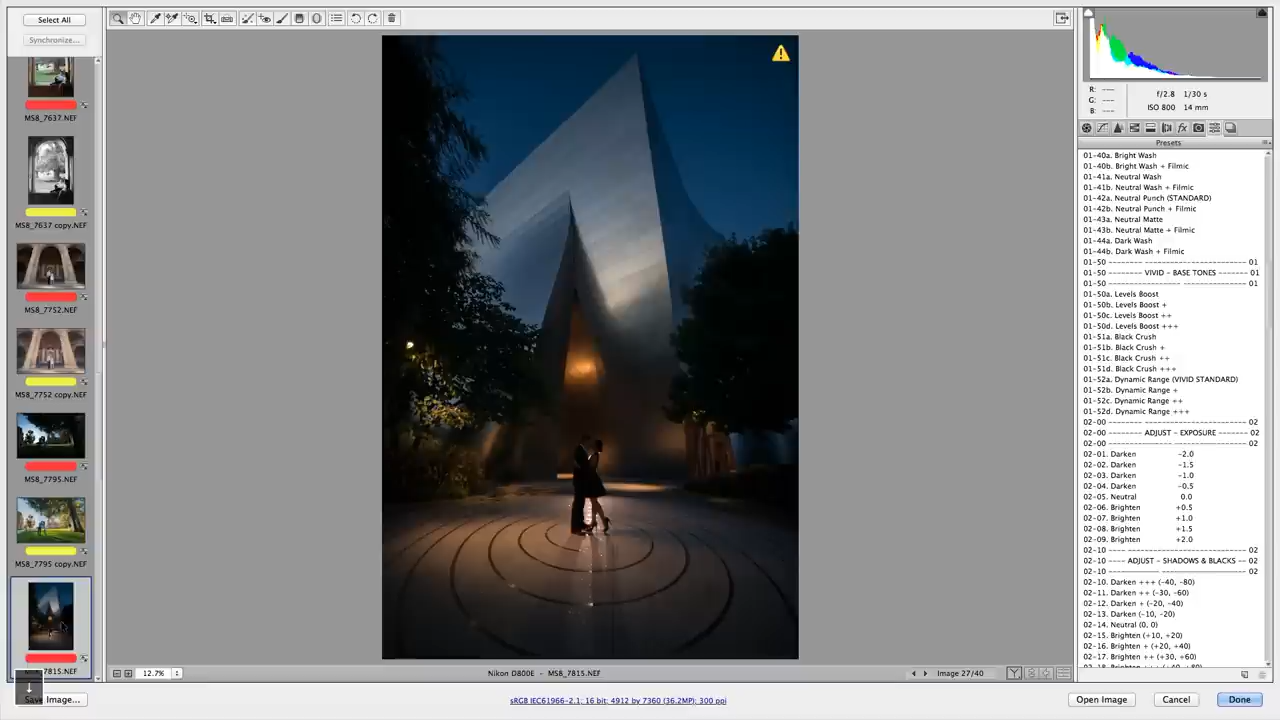 Select All
Synchronize...
MS8_7637.NEF
MS8_7637 copy.NEF
MS8_7752.NEF
MS8_7752 copy.NEF
MS8_7795.NEF
MS8_7795 copy.NEF
7815.NEF
Save Image...
12.7%
Nikon D800E - MS8_7815.NEF
Image 27/40
sRGB IEC61966-2.1; 16 bit; 4912 by 7360 (36.2MP); 300 ppi
Open Image
Cancel
Done
R: ---
G: ---
B: ---
f/2.8 1/30 s
ISO 800 14 mm
Presets
01-40a. Bright Wash
01-40b. Bright Wash + Filmic
01-41a. Neutral Wash
01-41b. Neutral Wash + Filmic
01-42a. Neutral Punch (STANDARD)
01-42b. Neutral Punch + Filmic
01-43a. Neutral Matte
01-43b. Neutral Matte + Filmic
01-44a. Dark Wash
01-44b. Dark Wash + Filmic
01-50 ------- ----------------------- 01
01-50 ------- VIVID - BASE TONES ------- 01
01-50 ------- ----------------------- 01
01-50a. Levels Boost
01-50b. Levels Boost +
01-50c. Levels Boost ++
01-50d. Levels Boost +++
01-51a. Black Crush
01-51b. Black Crush +
01-51c. Black Crush ++
01-51d. Black Crush +++
01-52a. Dynamic Range (VIVID STANDARD)
01-52b. Dynamic Range +
01-52c. Dynamic Range ++
01-52d. Dynamic Range +++
02-00 ------- ----------------------- 02
02-00 ------- ADJUST - EXPOSURE ------- 02
02-00 ------- ----------------------- 02
02-01. Darken -2.0
02-02. Darken -1.5
02-03. Darken -1.0
02-04. Darken -0.5
02-05. Neutral 0.0
02-06. Brighten +0.5
02-07. Brighten +1.0
02-08. Brighten +1.5
02-09. Brighten +2.0
02-10 ---- ----------------------- 02
02-10 ---- ADJUST - SHADOWS & BLACKS ---- 02
02-10 ---- ----------------------- 02
02-10. Darken +++ (-40, -80)
02-11. Darken ++ (-30, -60)
02-12. Darken + (-20, -40)
02-13. Darken (-10, -20)
02-14. Neutral (0, 0)
02-15. Brighten (+10, +20)
02-16. Brighten + (+20, +40)
02-17. Brighten ++ (+30, +60)